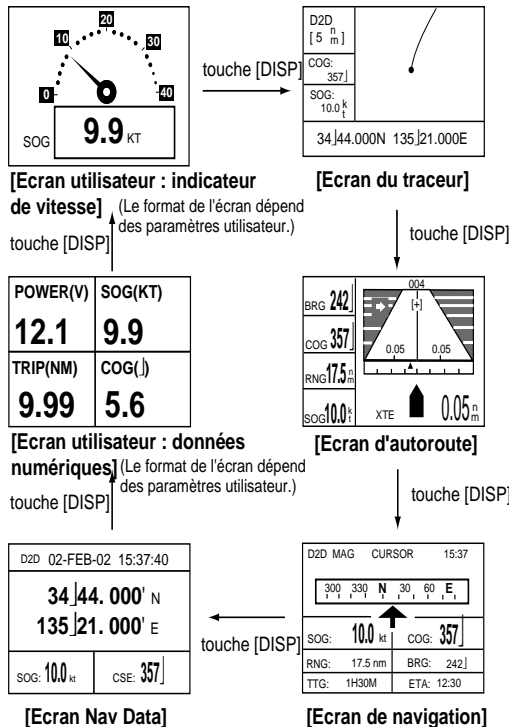 20
10
30
0
40
SOG 9.9 KT
[Ecran utilisateur : indicateur
de vitesse] (Le format de l'écran dépend
des paramètres utilisateur.)
touche [DISP]
D2D
[ 5 n m ]
COG:
357⌋
SOG:
10.0 k t
34⌋44.000N 135⌋21.000E
[Ecran du traceur]
touche [DISP]
touche [DISP]
POWER(V) SOG(KT)
12.1 9.9
TRIP(NM) COG(⌋)
9.99 5.6
[Ecran utilisateur : données
numériques] (Le format de l'écran dépend
des paramètres utilisateur.)
touche [DISP]
004
[+]
BRG 242⌋
COG 357⌋
0.05 0.05
RNG 17.5 n m
SOG 10.0 k t
XTE 0.05 n m
[Ecran d'autoroute]
touche [DISP]
D2D 02-FEB-02 15:37:40
34⌋44. 000' N
135⌋21. 000' E
SOG: 10.0 kt CSE: 357⌋
[Ecran Nav Data]
touche [DISP]
D2D MAG CURSOR 15:37
300 330 N 30 60 E
SOG: 10.0 kt COG: 357⌋
RNG: 17.5 nm BRG: 242⌋
TTG: 1H30M ETA: 12:30
[Ecran de navigation]